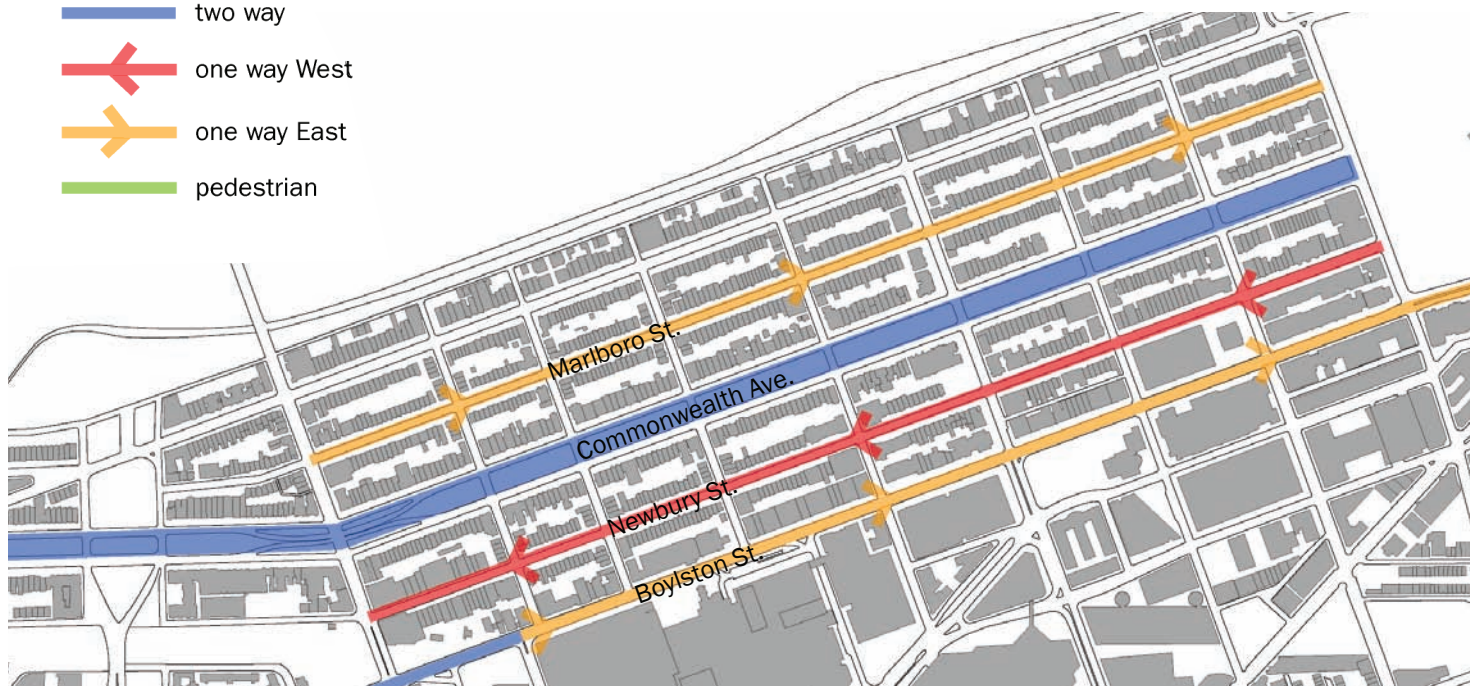 two way
one way West
one way East
pedestrian
Marlboro St.
Commonwealth Ave.
Newbury St.
Boylston St.